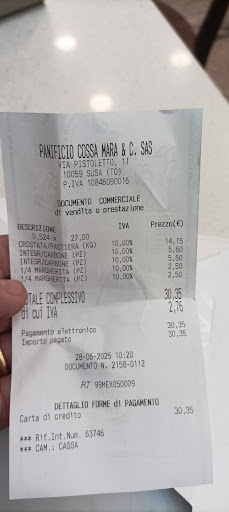 PANIFICIO COSSA MARA & C. SAS
VIA PISTOLETTO, 11
10059 SUSA (TO)
P.IVA 10846090016
DOCUMENTO COMMERCIALE
di vendita o prestazione
DESCRIZIONE IVA Prezzo(€)
0.524 x 27,00
CROSTATA/PASTIERA (KG) 10,00% 14,15
INTEGR/CARBONE (PZ) 10,00% 5,60
INTEGR/CARBONE (PZ) 10,00% 5,60
1/4 MARGHERITA (PZ) 10,00% 2,50
1/4 MARGHERITA (PZ) 10,00% 2,50
TOTALE COMPLESSIVO 30,35
di cui IVA 2,76
Pagamento elettronico 30,35
Importo pagato 30,35
28-06-2025 10:20
DOCUMENTO N. 2158-0112
RT 99MEX050009
DETTAGLIO FORME di PAGAMENTO
Carta di credito 30,35
*** Rif.Int.Num. 63746
*** CAM.: CASSA